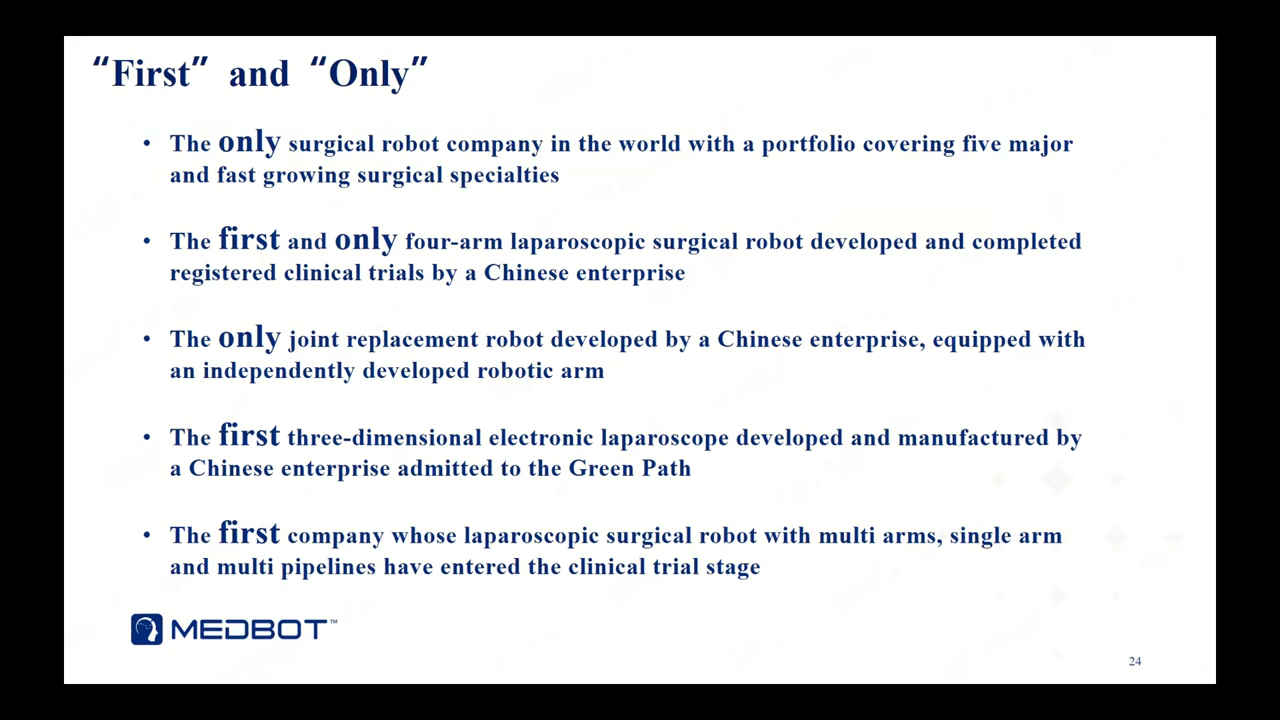 “First” and “Only”
• The only surgical robot company in the world with a portfolio covering five major
and fast growing surgical specialties
• The first and only four-arm laparoscopic surgical robot developed and completed
registered clinical trials by a Chinese enterprise
• The only joint replacement robot developed by a Chinese enterprise, equipped with
an independently developed robotic arm
• The first three-dimensional electronic laparoscope developed and manufactured by
a Chinese enterprise admitted to the Green Path
• The first company whose laparoscopic surgical robot with multi arms, single arm
and multi pipelines have entered the clinical trial stage
MEDBOT™
24